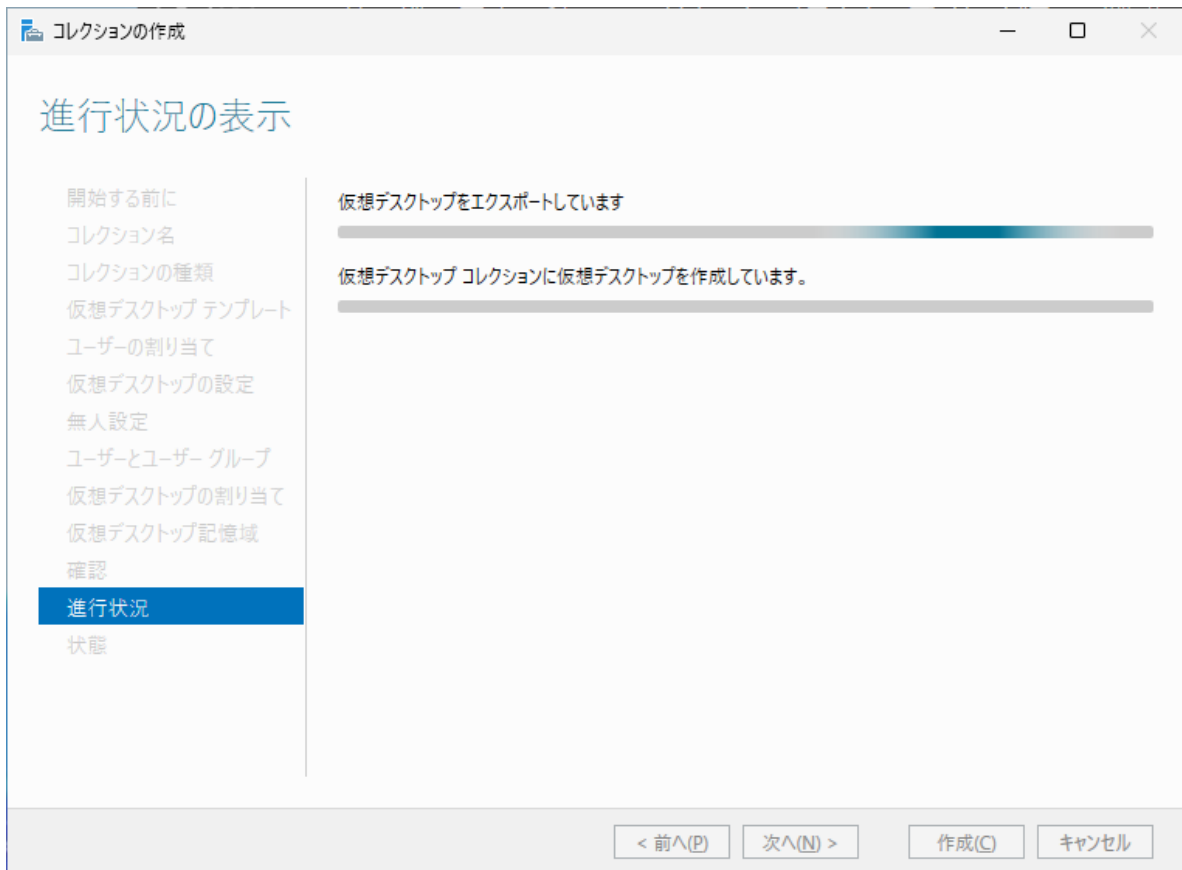 コレクションの作成
進行状況の表示
開始する前に
コレクション名
コレクションの種類
仮想デスクトップ テンプレート
ユーザーの割り当て
仮想デスクトップの設定
無人設定
ユーザーとユーザー グループ
仮想デスクトップの割り当て
仮想デスクトップ記憶域
確認
進行状況
状態
仮想デスクトップをエクスポートしています
仮想デスクトップ コレクションに仮想デスクトップを作成しています。
< 前へ(P)
次へ(N) >
作成(C)
キャンセル